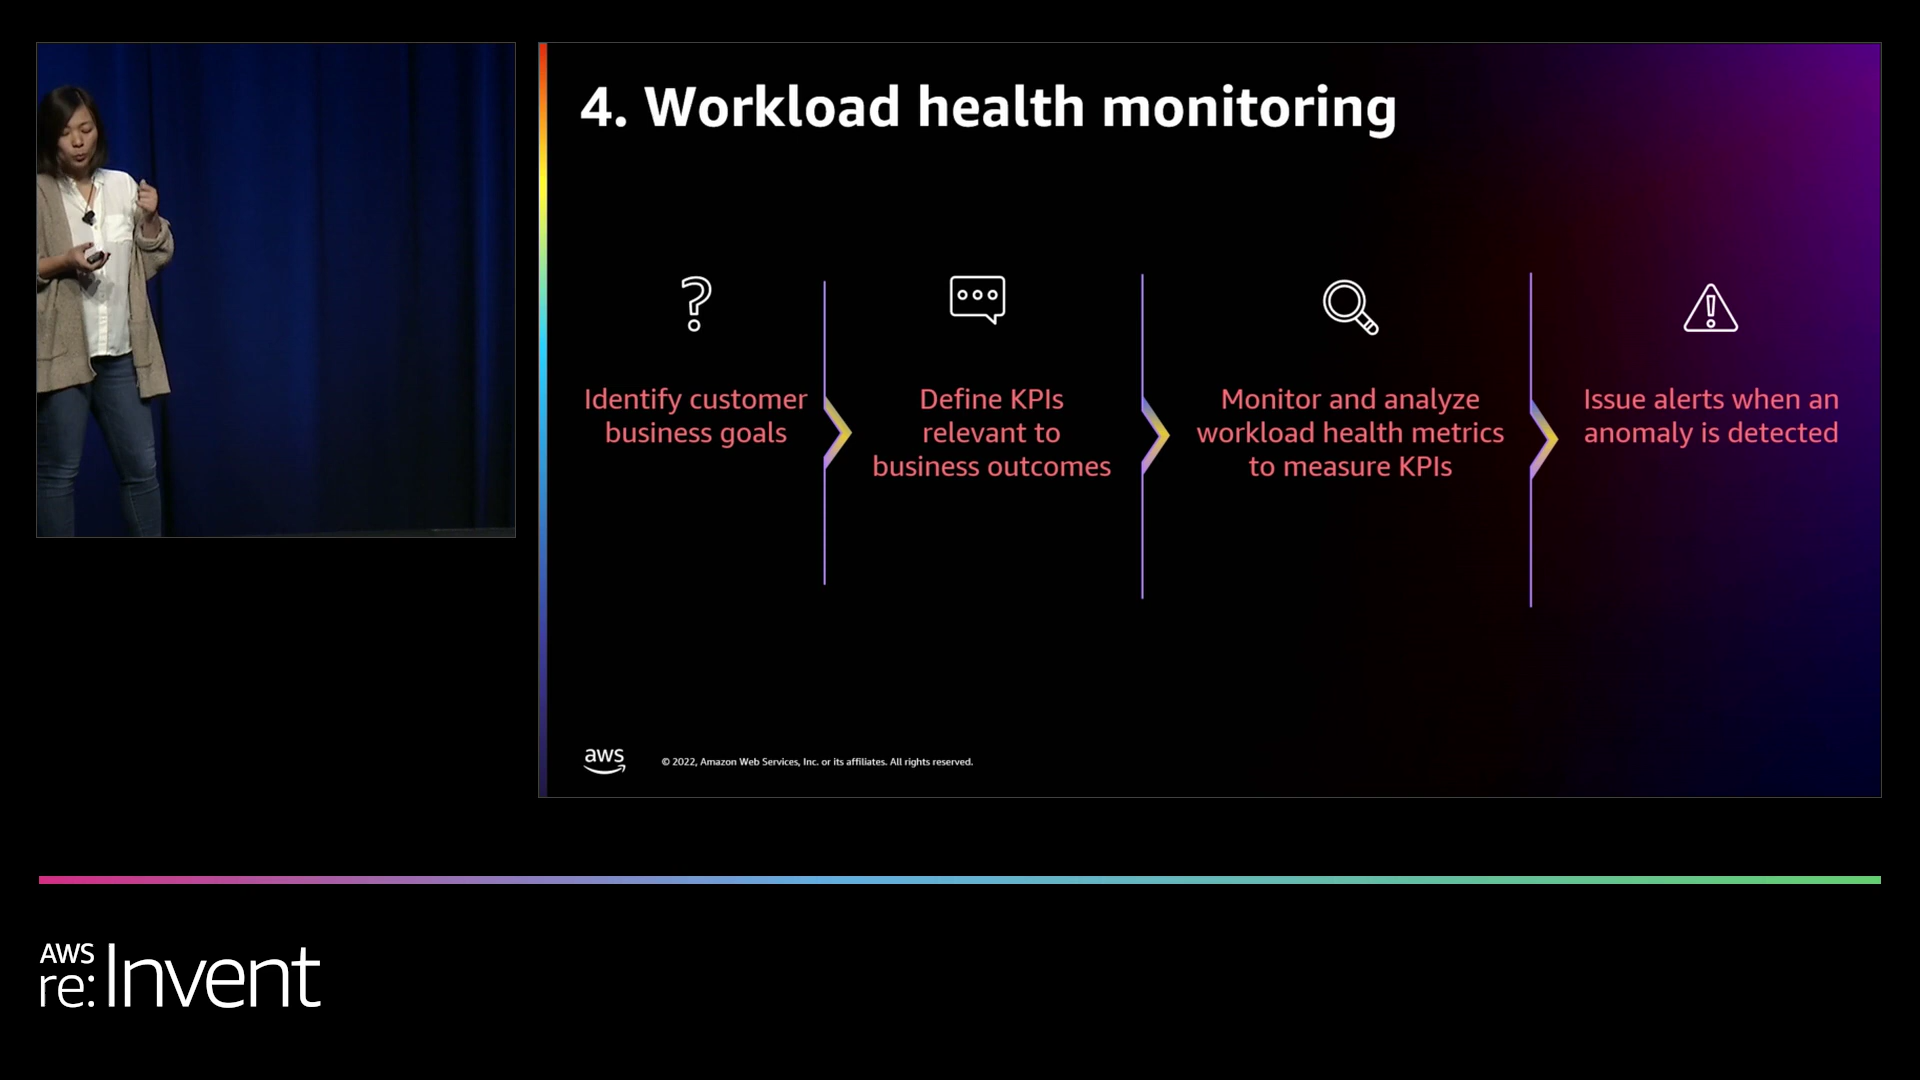 4. Workload health monitoring
Identify customer
business goals
Define KPIs
relevant to
business outcomes
Monitor and analyze
workload health metrics
to measure KPIs
Issue alerts when an
anomaly is detected
aws
© 2022, Amazon Web Services, Inc. or its affiliates. All rights reserved.
AWS
re:Invent